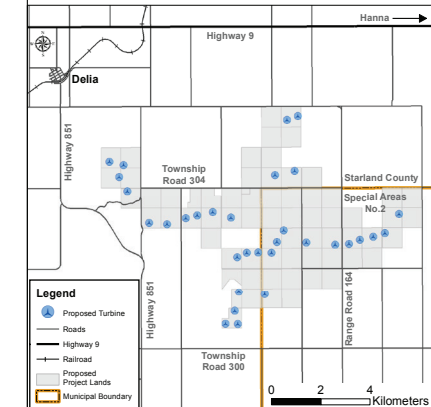 Hanna
Highway 9
Delia
Highway 851
Township
Road 304
Starland County
Special Areas
No.2
Highway 851
Range Road 164
Township
Road 300
Legend
Proposed Turbine
Roads
Highway 9
Railroad
Proposed
Project Lands
Municipal Boundary
0 2 4
Kilometers